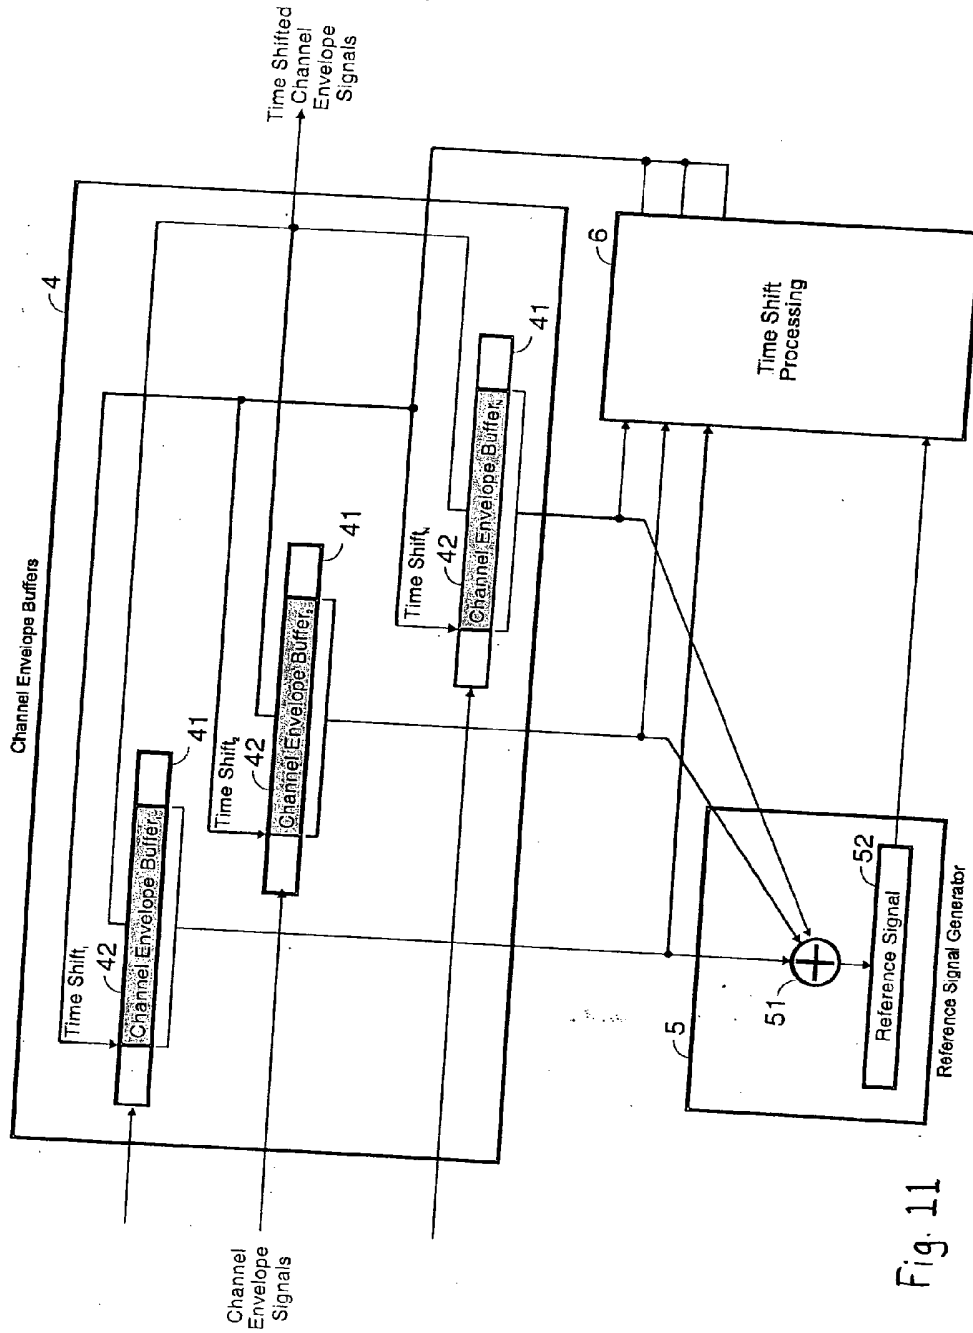 Channel Envelope Buffers
4
Time Shifted
Channel
Envelope
Signals
Time Shift1
42
Channel Envelope Buffer1
41
Time Shift2
42
Channel Envelope Buffer2
41
Time ShiftN
42
Channel Envelope BufferN
41
Channel
Envelope
Signals
6
Time Shift
Processing
5
51
52
Reference Signal
Reference Signal Generator
Fig. 11